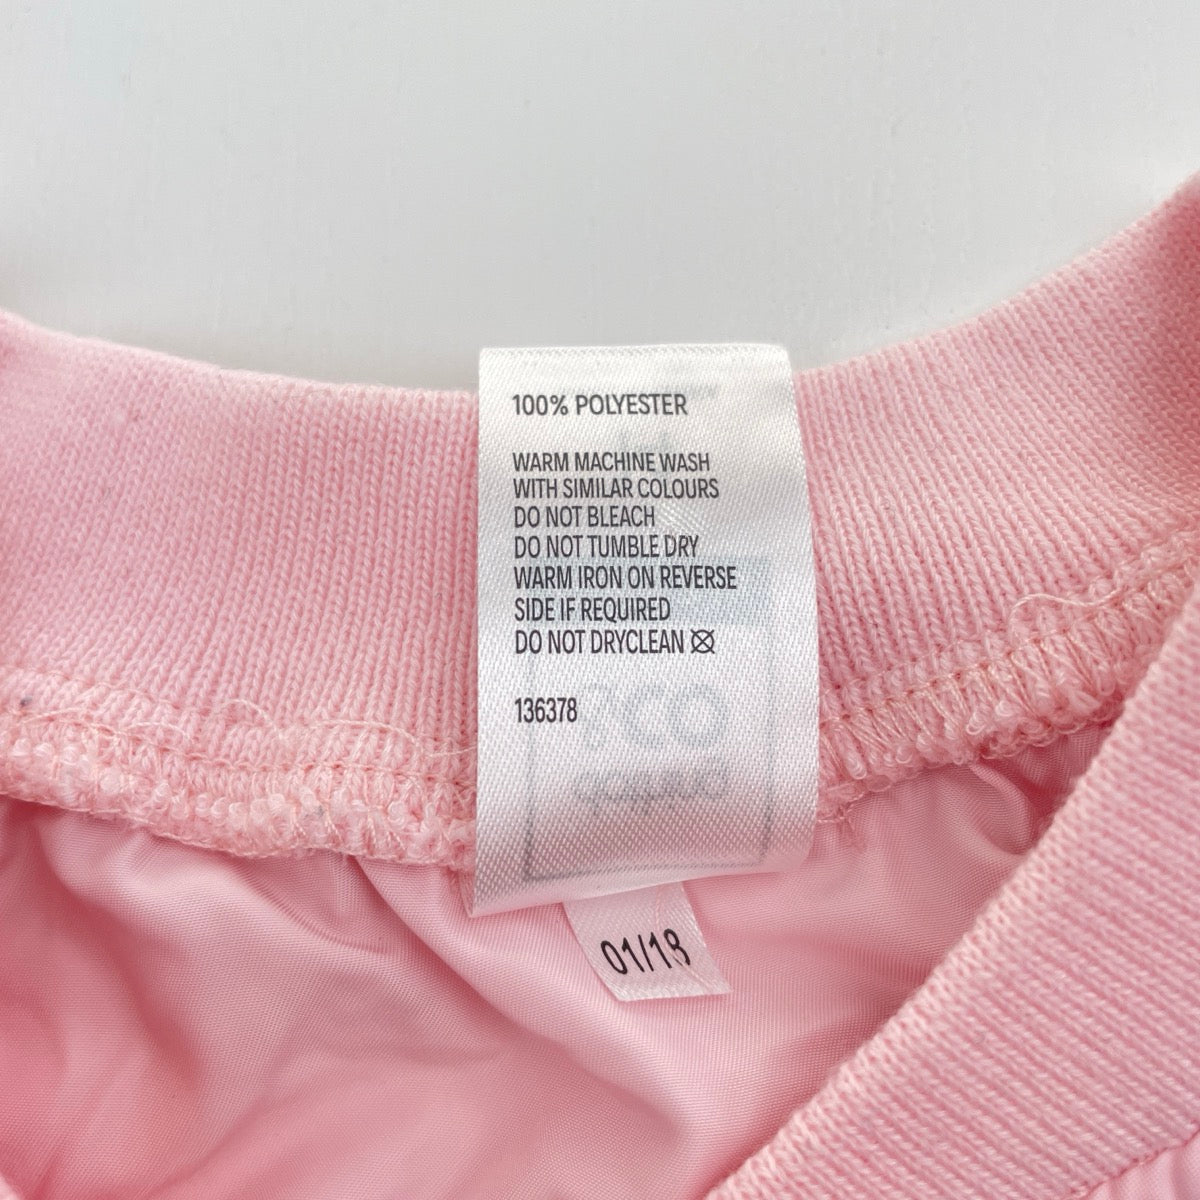 100% POLYESTER
WARM MACHINE WASH
WITH SIMILAR COLOURS
DO NOT BLEACH
DO NOT TUMBLE DRY
WARM IRON ON REVERSE
SIDE IF REQUIRED
DO NOT DRYCLEAN
136378
01/18